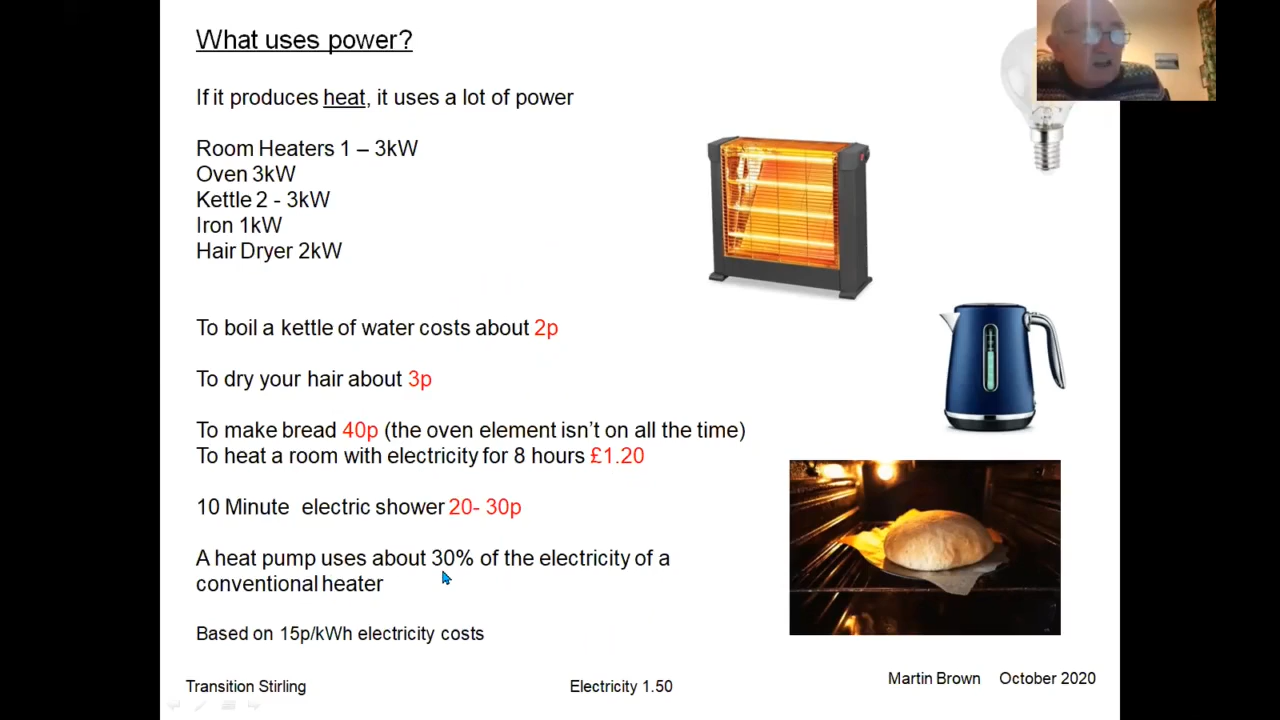 What uses power?
If it produces heat, it uses a lot of power
Room Heaters 1 – 3kW
Oven 3kW
Kettle 2 - 3kW
Iron 1kW
Hair Dryer 2kW
To boil a kettle of water costs about 2p
To dry your hair about 3p
To make bread 40p (the oven element isn’t on all the time)
To heat a room with electricity for 8 hours £1.20
10 Minute electric shower 20- 30p
A heat pump uses about 30% of the electricity of a
conventional heater
Based on 15p/kWh electricity costs
Transition Stirling
Electricity 1.50
Martin Brown October 2020